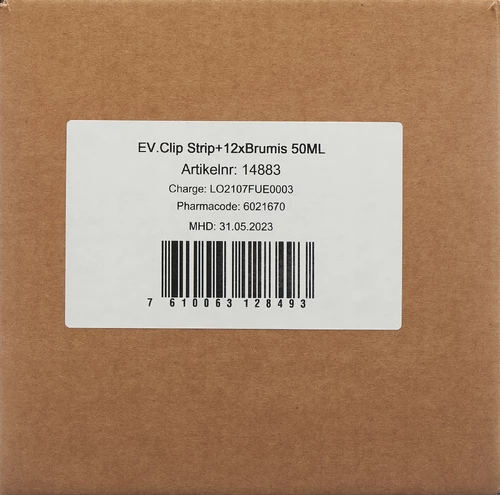 EV.Clip Strip+12xBrumis 50ML
Artikelnr: 14883
Charge: LO2107FUE0003
Pharmacode: 6021670
MHD: 31.05.2023
7 610063 128493